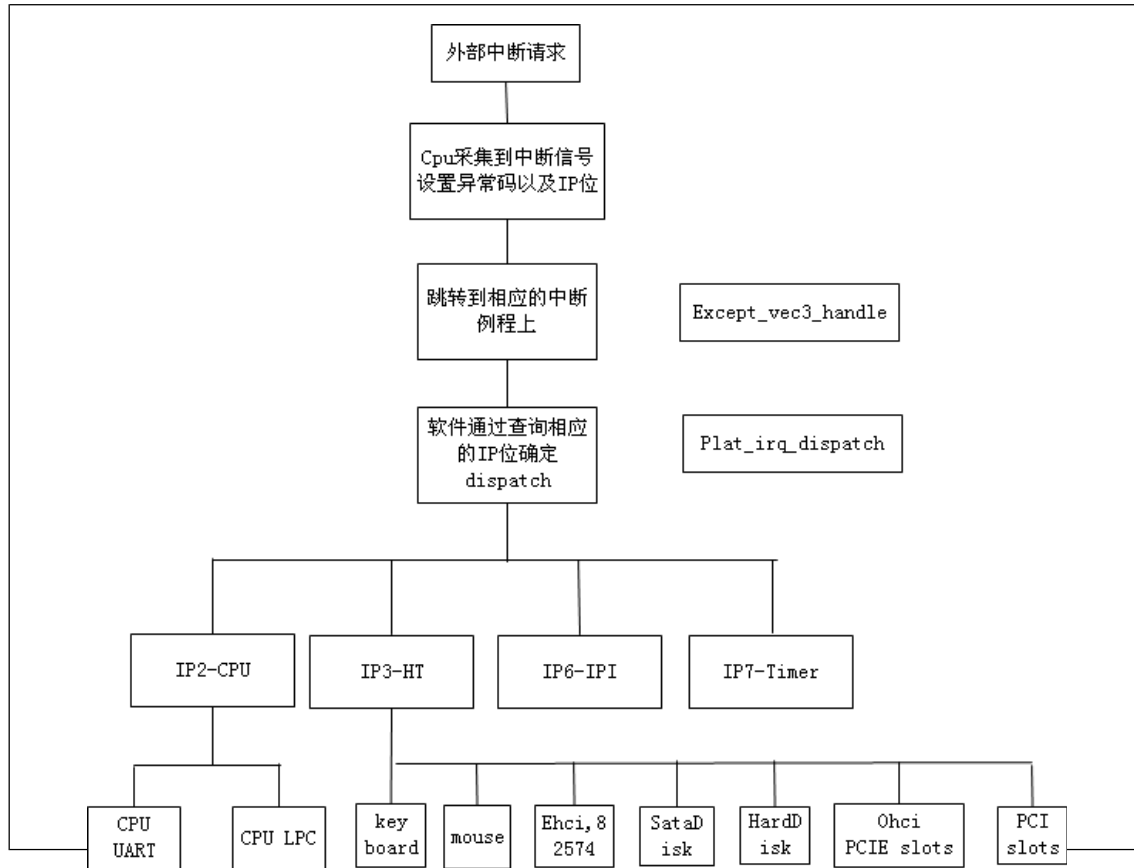 外部中断请求
Cpu采集到中断信号
设置异常码以及IP位
跳转到相应的中断
例程上
Except_vec3_handle
软件通过查询相应
的IP位确定
dispatch
Plat_irq_dispatch
IP2-CPU
IP3-HT
IP6-IPI
IP7-Timer
CPU
UART
CPU LPC
key
board
mouse
Ehci,8
2574
SataD
isk
HardD
isk
Ohci
PCIE slots
PCI
slots